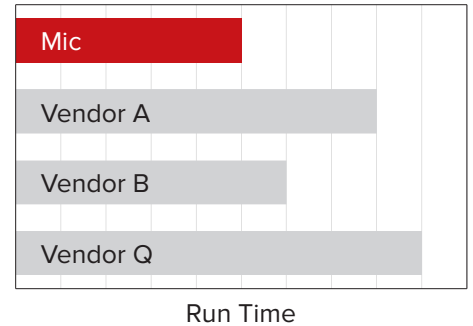 Mic
Vendor A
Vendor B
Vendor Q
Run Time